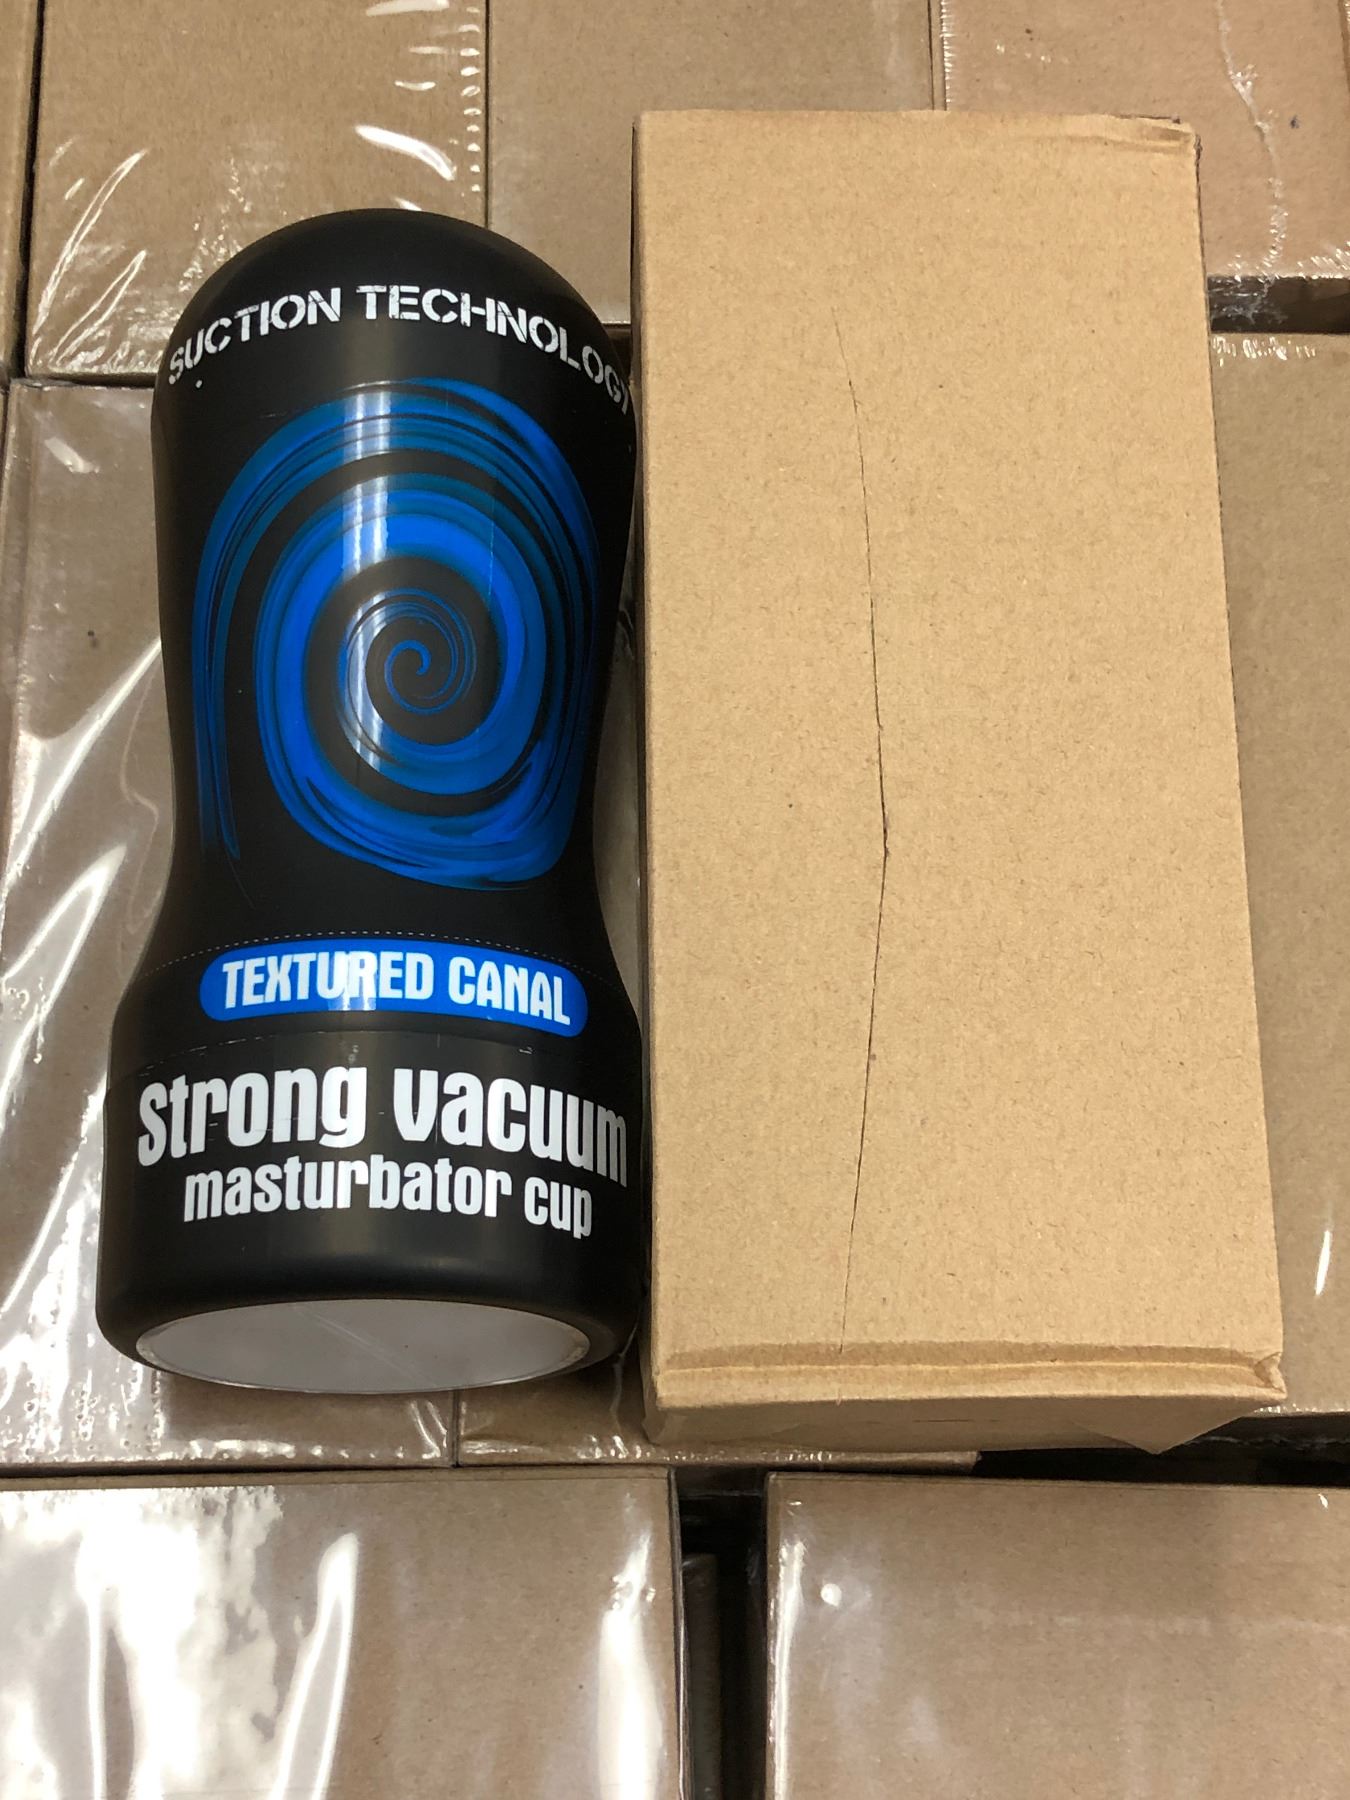 SUCTION TECHNOLOGY
TEXTURED CANAL
Strong vacuum
masturbator cup